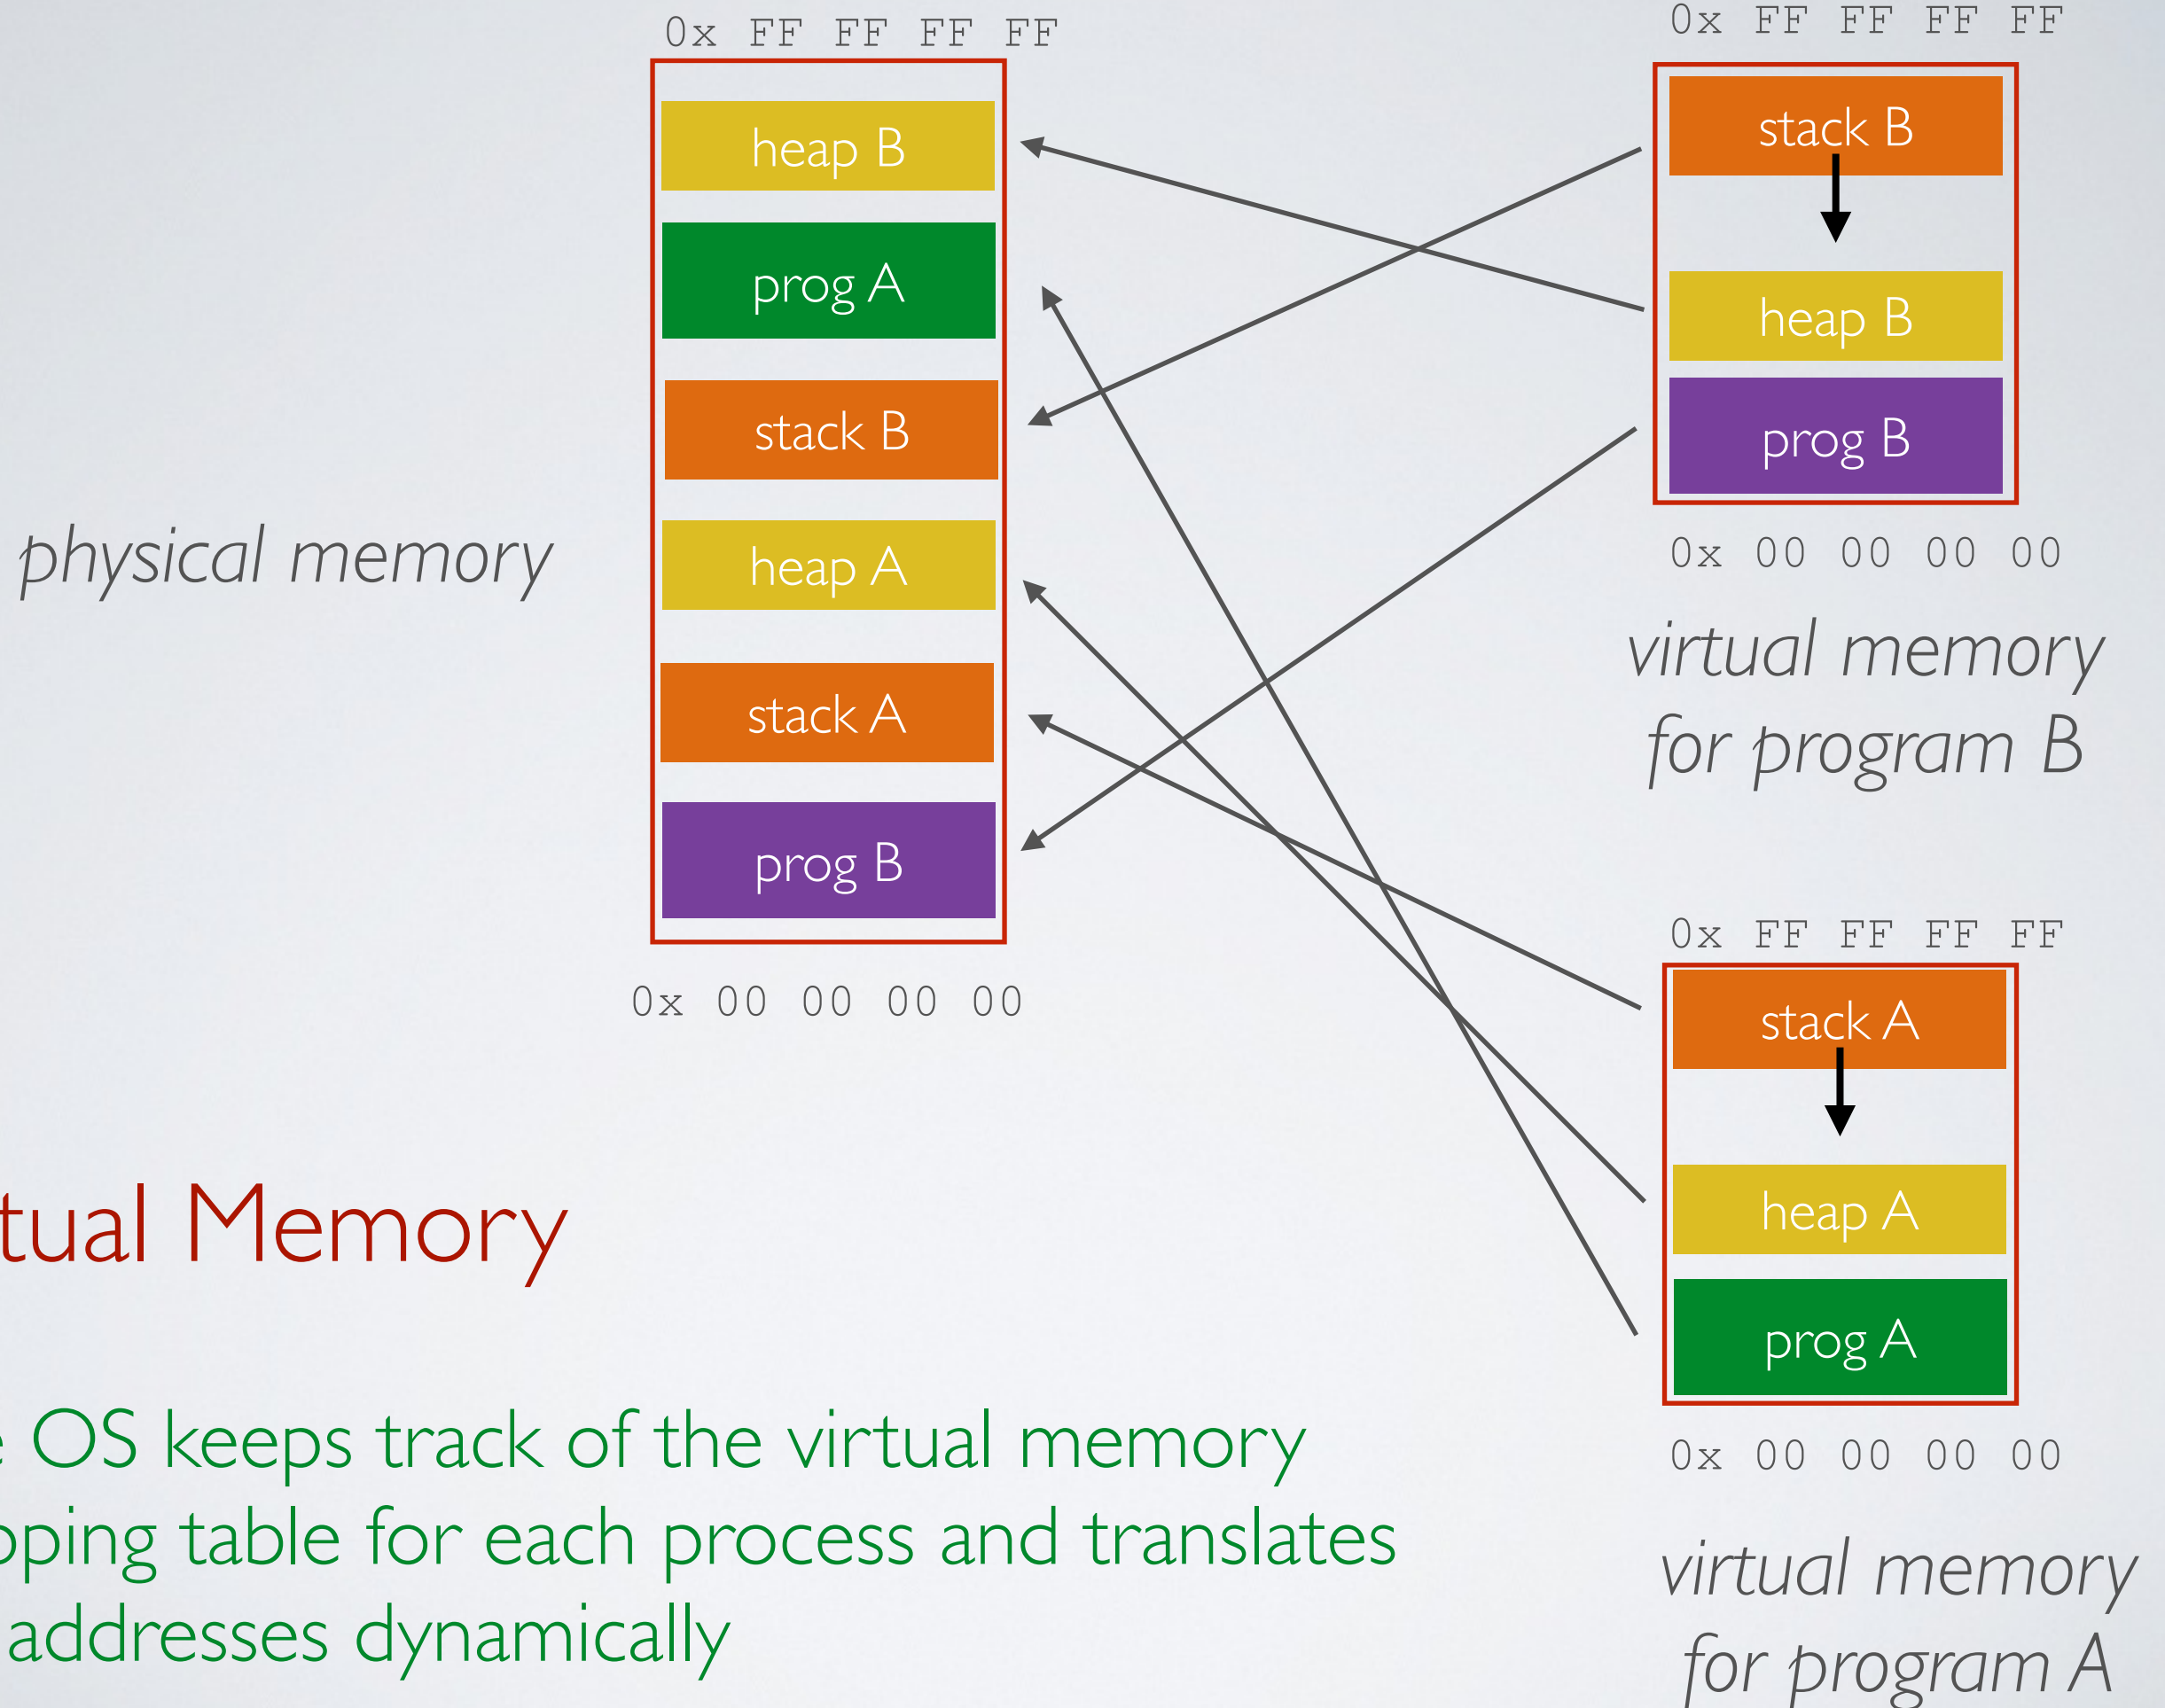 0x FF FF FF FF
heap B
prog A
stack B
heap A
stack A
prog B
0x 00 00 00 00
physical memory
0x FF FF FF FF
stack B
heap B
prog B
0x 00 00 00 00
virtual memory
for program B
0x FF FF FF FF
stack A
heap A
prog A
0x 00 00 00 00
virtual memory
for program A
tual Memory
e OS keeps track of the virtual memory
pping table for each process and translates
addresses dynamically